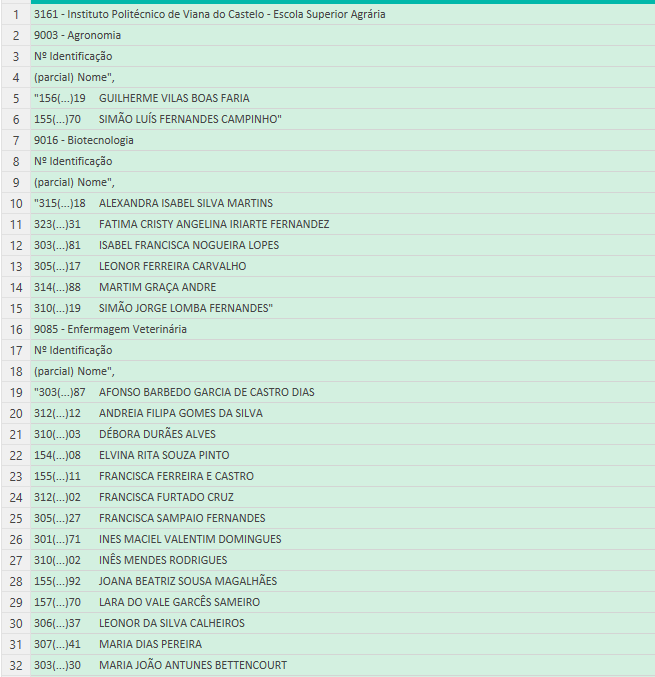 1 3161 - Instituto Politécnico de Viana do Castelo - Escola Superior Agrária
2 9003 - Agronomia
3 Nº Identificação
4 (parcial) Nome",
5 "156(...)19 GUILHERME VILAS BOAS FARIA
6 155(...)70 SIMÃO LUÍS FERNANDES CAMPINHO"
7 9016 - Biotecnologia
8 Nº Identificação
9 (parcial) Nome",
10 "315(...)18 ALEXANDRA ISABEL SILVA MARTINS
11 323(...)31 FATIMA CRISTY ANGELINA IRIARTE FERNANDEZ
12 303(...)81 ISABEL FRANCISCA NOGUEIRA LOPES
13 305(...)17 LEONOR FERREIRA CARVALHO
14 314(...)88 MARTIM GRAÇA ANDRE
15 310(...)19 SIMÃO JORGE LOMBA FERNANDES"
16 9085 - Enfermagem Veterinária
17 Nº Identificação
18 (parcial) Nome",
19 "303(...)87 AFONSO BARBEDO GARCIA DE CASTRO DIAS
20 312(...)12 ANDREIA FILIPA GOMES DA SILVA
21 310(...)03 DÉBORA DURÃES ALVES
22 154(...)08 ELVINA RITA SOUZA PINTO
23 155(...)11 FRANCISCA FERREIRA E CASTRO
24 312(...)02 FRANCISCA FURTADO CRUZ
25 305(...)27 FRANCISCA SAMPAIO FERNANDES
26 301(...)71 INES MACIEL VALENTIM DOMINGUES
27 310(...)02 INÊS MENDES RODRIGUES
28 155(...)92 JOANA BEATRIZ SOUSA MAGALHÃES
29 157(...)70 LARA DO VALE GARCÊS SAMEIRO
30 306(...)37 LEONOR DA SILVA CALHEIROS
31 307(...)41 MARIA DIAS PEREIRA
32 303(...)30 MARIA JOÃO ANTUNES BETTENCOURT